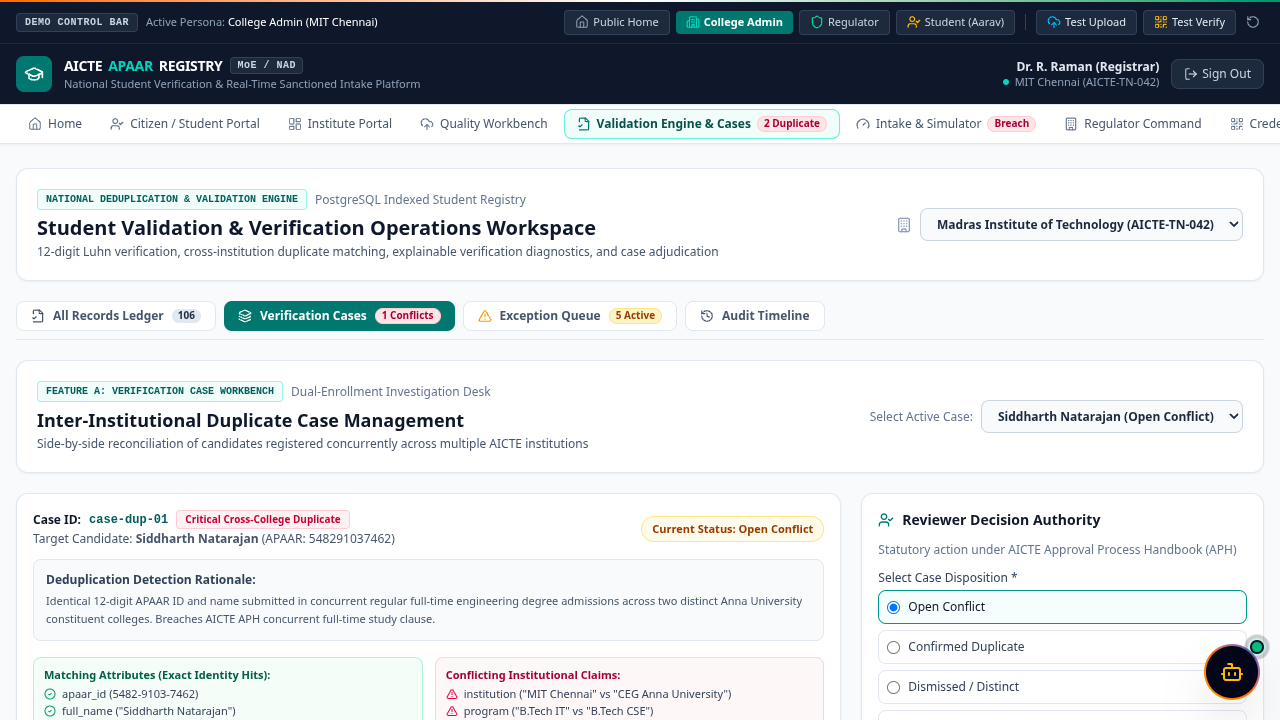 DEMO CONTROL BAR Active Persona: College Admin (MIT Chennai) Public Home College Admin Regulator Student (Aarav) Test Upload Test Verify
AICTE APAAR REGISTRY MoE / NAD
National Student Verification & Real-Time Sanctioned Intake Platform
Dr. R. Raman (Registrar)
MIT Chennai (AICTE-TN-042)
Sign Out
Home Citizen / Student Portal Institute Portal Quality Workbench Validation Engine & Cases 2 Duplicate Intake & Simulator Breach Regulator Command Crede
NATIONAL DEDUPLICATION & VALIDATION ENGINE PostgreSQL Indexed Student Registry
Student Validation & Verification Operations Workspace
12-digit Luhn verification, cross-institution duplicate matching, explainable verification diagnostics, and case adjudication
Madras Institute of Technology (AICTE-TN-042)
All Records Ledger 106 Verification Cases 1 Conflicts Exception Queue 5 Active Audit Timeline
FEATURE A: VERIFICATION CASE WORKBENCH Dual-Enrollment Investigation Desk
Inter-Institutional Duplicate Case Management
Side-by-side reconciliation of candidates registered concurrently across multiple AICTE institutions
Select Active Case: Siddharth Natarajan (Open Conflict)
Case ID: case-dup-01 Critical Cross-College Duplicate
Target Candidate: Siddharth Natarajan (APAAR: 548291037462)
Current Status: Open Conflict
Deduplication Detection Rationale:
Identical 12-digit APAAR ID and name submitted in concurrent regular full-time engineering degree admissions across two distinct Anna University
constituent colleges. Breaches AICTE APH concurrent full-time study clause.
Matching Attributes (Exact Identity Hits):
apaar_id (5482-9103-7462)
full_name ("Siddharth Natarajan")
Conflicting Institutional Claims:
institution ("MIT Chennai" vs "CEG Anna University")
program ("B.Tech IT" vs "B.Tech CSE")
Reviewer Decision Authority
Statutory action under AICTE Approval Process Handbook (APH)
Select Case Disposition *
Open Conflict
Confirmed Duplicate
Dismissed / Distinct